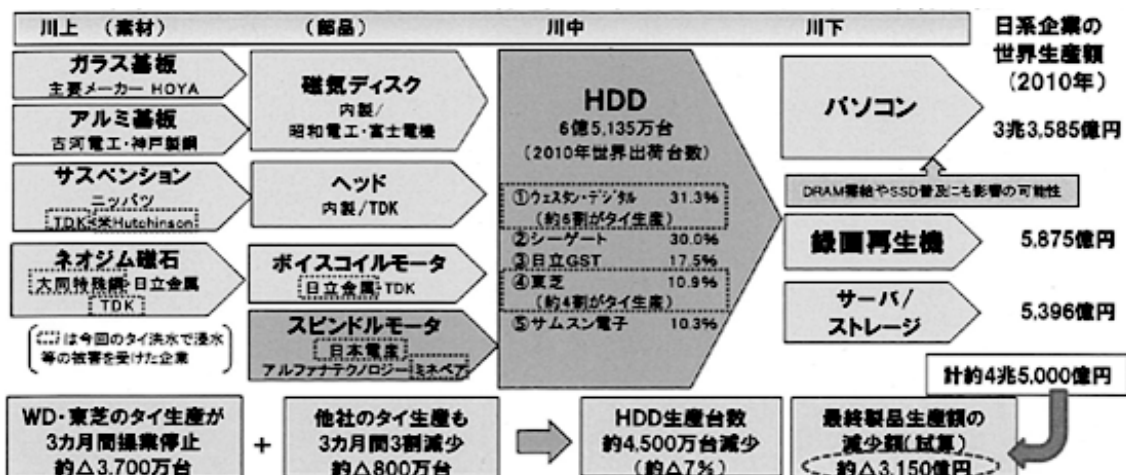 川上 (素材) (部品) 川中 川下
日系企業の
世界生産額
(2010年)
ガラス基板
主要メーカー HOYA
アルミ基板
古河電工・神戸製鋼
サスペンション
ニッパツ
TDK・米Hutchinson
ネオジム磁石
大同特殊鋼・日立金属
TDK
は今回のタイ洪水で浸水
等の被害を受けた企業
磁気ディスク
内製/
昭和電工・富士電機
ヘッド
内製/TDK
ボイスコイルモータ
日立金属・TDK
スピンドルモータ
日本電産
アルファナテクノロジー・ミネベア
HDD
6億5,135万台
(2010年世界出荷台数)
①ウェスタン・デジタル 31.3%
(約6割がタイ生産)
②シーゲート 30.0%
③日立GST 17.5%
④東芝 10.9%
(約4割がタイ生産)
⑤サムスン電子 10.3%
パソコン
3兆3,585億円
DRAM需給やSSD普及にも影響の可能性
録画再生機
5,875億円
サーバ/
ストレージ
5,396億円
計約4兆5,000億円
WD・東芝のタイ生産が
3カ月間操業停止
約△3,700万台
+
他社のタイ生産も
3カ月間3割減少
約△800万台
HDD生産台数
約4,500万台減少
(約△7%)
最終製品生産額の
減少額(試算)
約△3,150億円